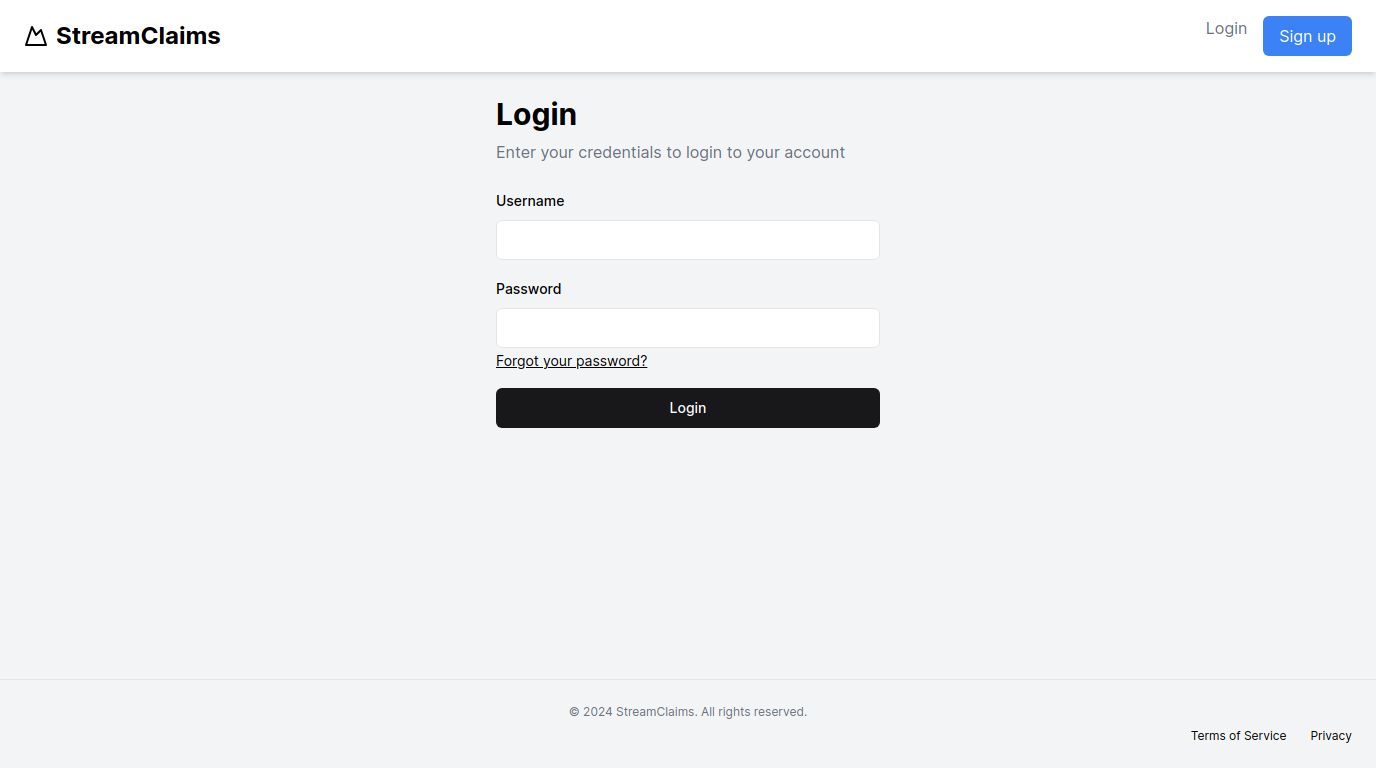 StreamClaims
Login
Sign up
Login
Enter your credentials to login to your account
Username
Password
Forgot your password?
Login
© 2024 StreamClaims. All rights reserved.
Terms of Service
Privacy